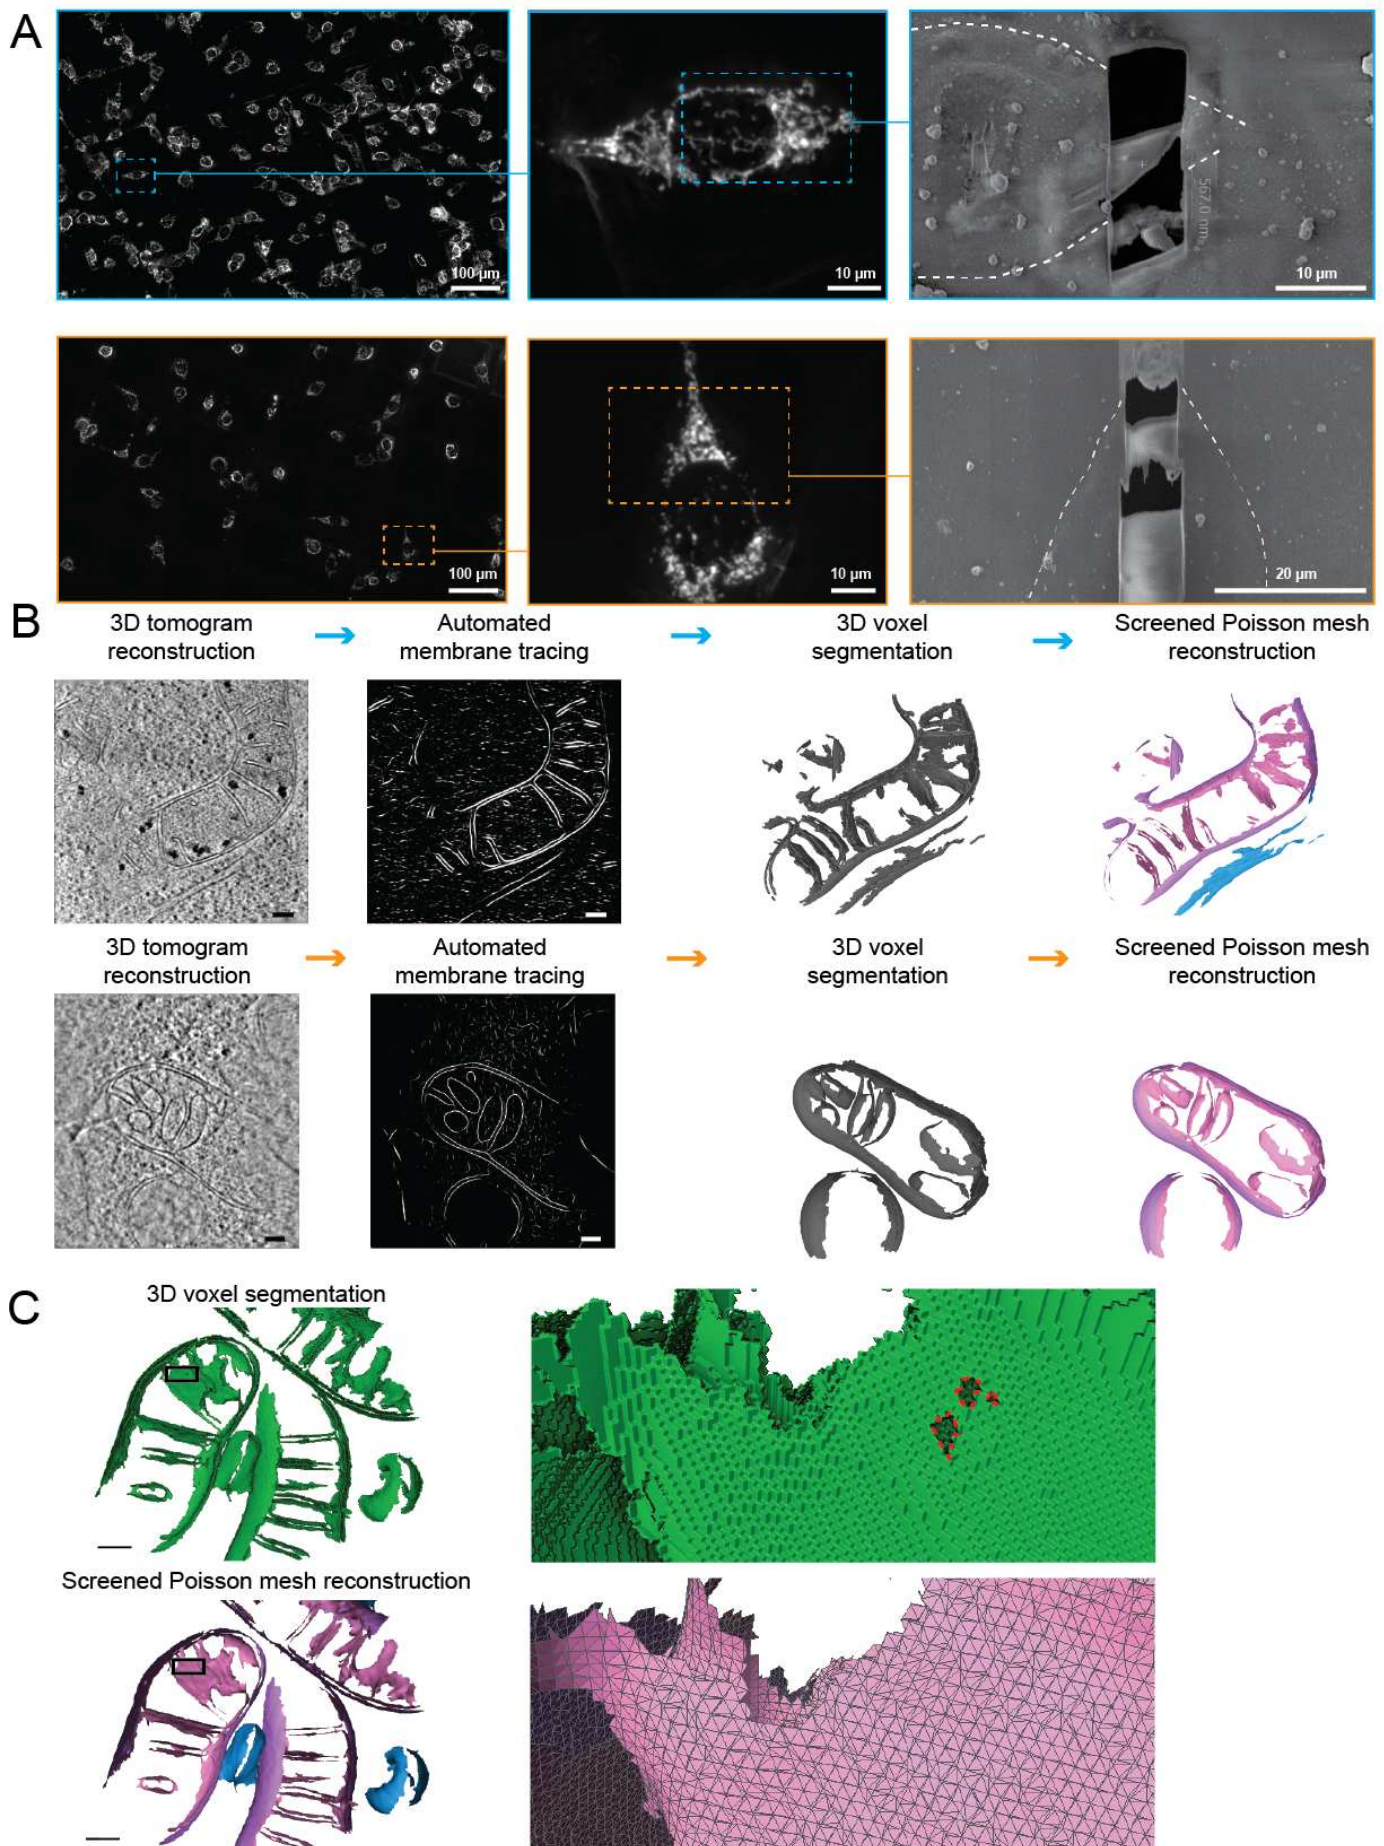 A
100 µm
10 µm
567.0 nm
10 µm
100 µm
10 µm
20 µm
B
3D tomogram
reconstruction
Automated
membrane tracing
3D voxel
segmentation
Screened Poisson mesh
reconstruction
3D tomogram
reconstruction
Automated
membrane tracing
3D voxel
segmentation
Screened Poisson mesh
reconstruction
C
3D voxel segmentation
Screened Poisson mesh reconstruction